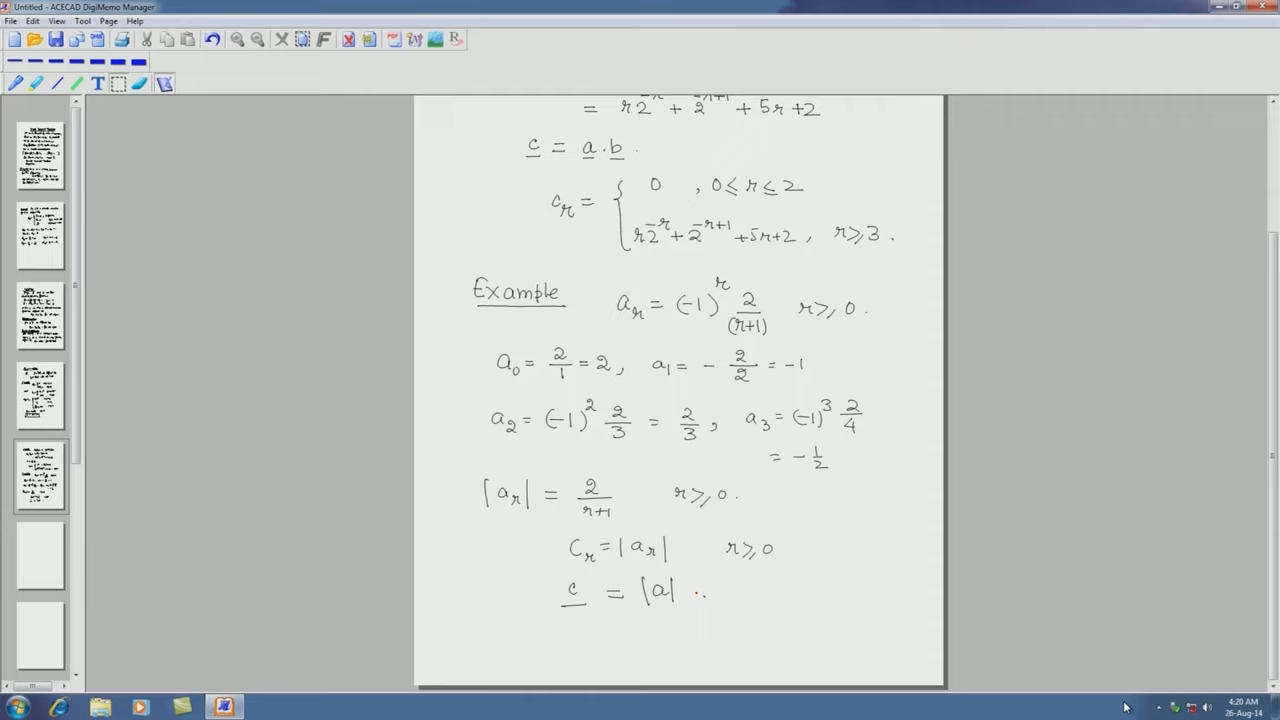 Untitled - ACECAD DigiMemo Manager
File Edit View Tool Page Help
= r2^{-r} + 2^{-r+1} + 5r + 2
c = a . b .
c_r = { 0 , 0 ≤ r ≤ 2
r2^{-r} + 2^{-r+1} + 5r + 2 , r ≥ 3 .
Example a_r = (-1)^r 2/(r+1) r ≥ 0 .
a_0 = 2/1 = 2 , a_1 = - 2/2 = -1
a_2 = (-1)^2 2/3 = 2/3 , a_3 = (-1)^3 2/4
= - 1/2
|a_r| = 2/(r+1) r ≥ 0 .
c_r = |a_r| r ≥ 0
c = |a| .
4:20 AM
26-Aug-14